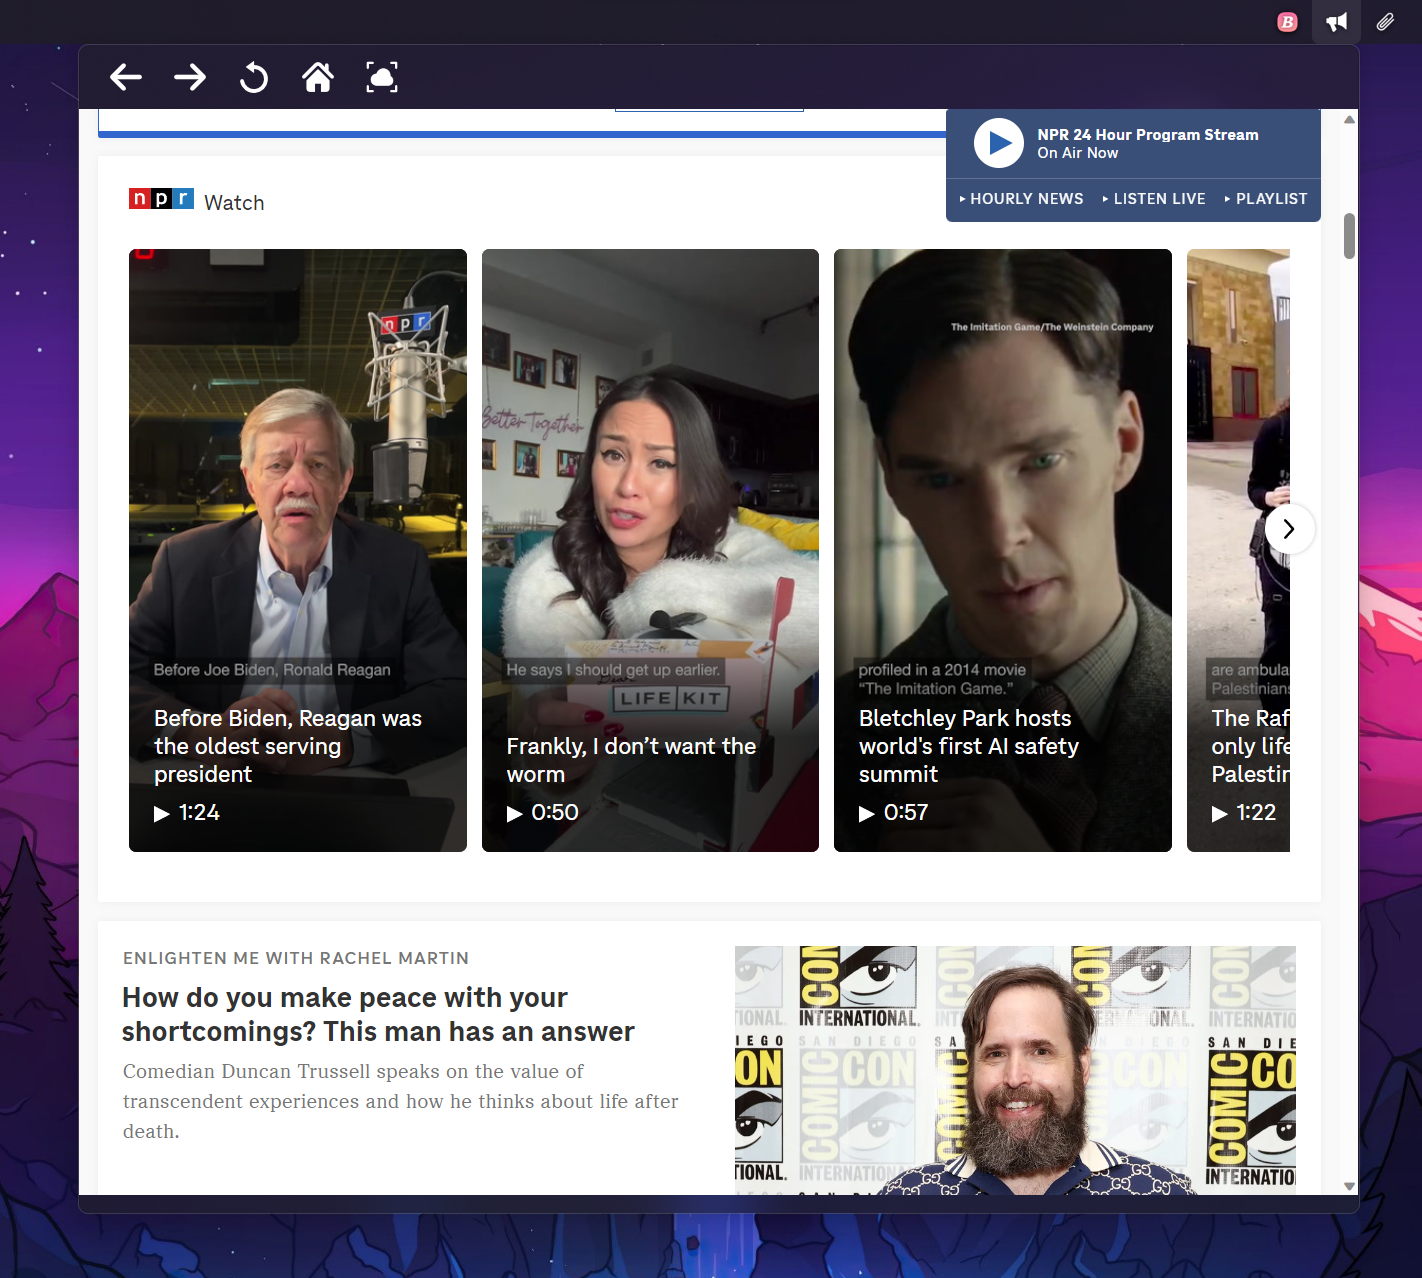 B
NPR 24 Hour Program Stream
On Air Now
HOURLY NEWS
LISTEN LIVE
PLAYLIST
npr Watch
npr
Before Joe Biden, Ronald Reagan
Before Biden, Reagan was
the oldest serving
president
1:24
Better Together
He says I should get up earlier.
LIFE KIT
Frankly, I don’t want the
worm
0:50
The Imitation Game/The Weinstein Company
profiled in a 2014 movie
“The Imitation Game.”
Bletchley Park hosts
world's first AI safety
summit
0:57
are ambula
Palestinians
The Raf
only life
Palestin
1:22
ENLIGHTEN ME WITH RACHEL MARTIN
How do you make peace with your
shortcomings? This man has an answer
Comedian Duncan Trussell speaks on the value of
transcendent experiences and how he thinks about life after
death.
CON
INTERNATIONAL.
SAN DIEGO
COMIC CON
INTERNATIONAL